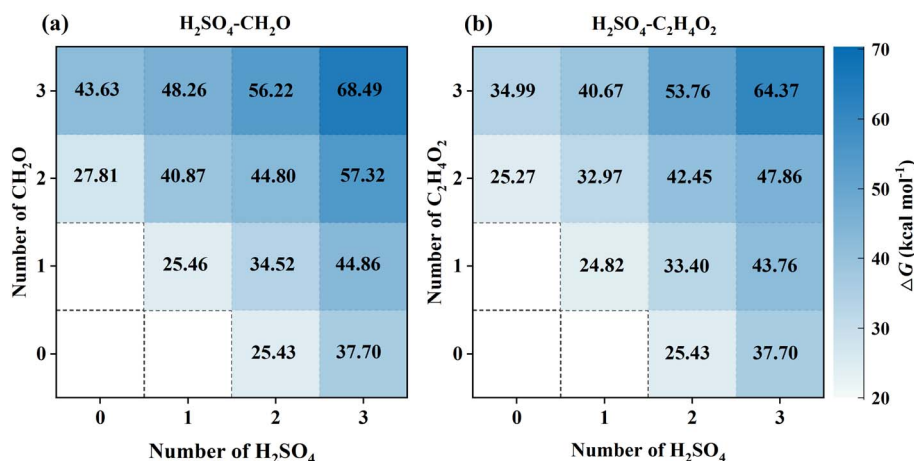 (a) H₂SO₄-CH₂O
Number of CH₂O
3 43.63 48.26 56.22 68.49
2 27.81 40.87 44.80 57.32
1 25.46 34.52 44.86
0 25.43 37.70
0 1 2 3
Number of H₂SO₄
(b) H₂SO₄-C₂H₄O₂
Number of C₂H₄O₂
3 34.99 40.67 53.76 64.37
2 25.27 32.97 42.45 47.86
1 24.82 33.40 43.76
0 25.43 37.70
0 1 2 3
Number of H₂SO₄
70
60
50
40
30
20
△G (kcal mol⁻¹)